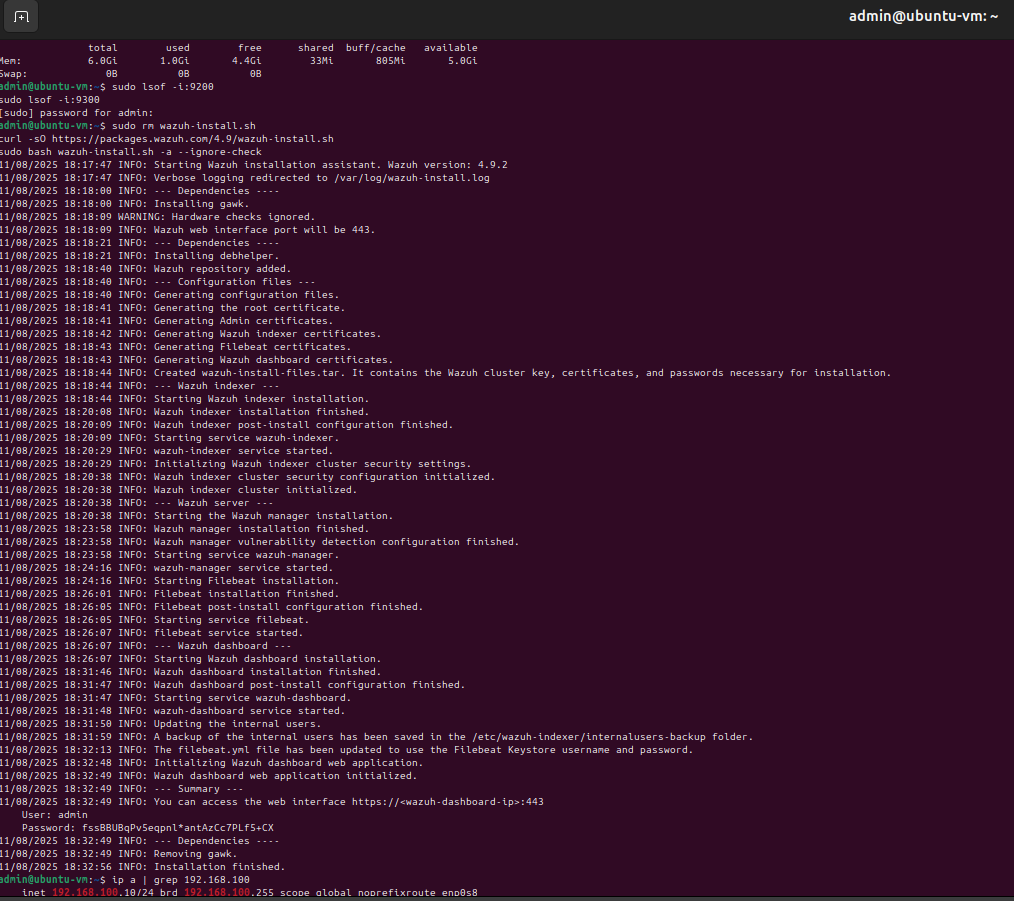 admin@ubuntu-vm: ~
total used free shared buff/cache available
Mem: 6.0Gi 1.0Gi 4.4Gi 33Mi 805Mi 5.0Gi
Swap: 0B 0B 0B
admin@ubuntu-vm:~$ sudo lsof -i:9200
sudo lsof -i:9300
[sudo] password for admin:
admin@ubuntu-vm:~$ sudo rm wazuh-install.sh
curl -sO https://packages.wazuh.com/4.9/wazuh-install.sh
sudo bash wazuh-install.sh -a --ignore-check
11/08/2025 18:17:47 INFO: Starting Wazuh installation assistant. Wazuh version: 4.9.2
11/08/2025 18:17:47 INFO: Verbose logging redirected to /var/log/wazuh-install.log
11/08/2025 18:18:00 INFO: --- Dependencies ----
11/08/2025 18:18:00 INFO: Installing gawk.
11/08/2025 18:18:09 WARNING: Hardware checks ignored.
11/08/2025 18:18:09 INFO: Wazuh web interface port will be 443.
11/08/2025 18:18:21 INFO: --- Dependencies ----
11/08/2025 18:18:21 INFO: Installing debhelper.
11/08/2025 18:18:40 INFO: Wazuh repository added.
11/08/2025 18:18:40 INFO: --- Configuration files ---
11/08/2025 18:18:40 INFO: Generating configuration files.
11/08/2025 18:18:41 INFO: Generating the root certificate.
11/08/2025 18:18:41 INFO: Generating Admin certificates.
11/08/2025 18:18:42 INFO: Generating Wazuh indexer certificates.
11/08/2025 18:18:43 INFO: Generating Filebeat certificates.
11/08/2025 18:18:43 INFO: Generating Wazuh dashboard certificates.
11/08/2025 18:18:44 INFO: Created wazuh-install-files.tar. It contains the Wazuh cluster key, certificates, and passwords necessary for installation.
11/08/2025 18:18:44 INFO: --- Wazuh indexer ---
11/08/2025 18:18:44 INFO: Starting Wazuh indexer installation.
11/08/2025 18:20:08 INFO: Wazuh indexer installation finished.
11/08/2025 18:20:09 INFO: Wazuh indexer post-install configuration finished.
11/08/2025 18:20:09 INFO: Starting service wazuh-indexer.
11/08/2025 18:20:29 INFO: wazuh-indexer service started.
11/08/2025 18:20:29 INFO: Initializing Wazuh indexer cluster security settings.
11/08/2025 18:20:38 INFO: Wazuh indexer cluster security configuration initialized.
11/08/2025 18:20:38 INFO: Wazuh indexer cluster initialized.
11/08/2025 18:20:38 INFO: --- Wazuh server ---
11/08/2025 18:20:38 INFO: Starting the Wazuh manager installation.
11/08/2025 18:23:58 INFO: Wazuh manager installation finished.
11/08/2025 18:23:58 INFO: Wazuh manager vulnerability detection configuration finished.
11/08/2025 18:23:58 INFO: Starting service wazuh-manager.
11/08/2025 18:24:16 INFO: wazuh-manager service started.
11/08/2025 18:24:16 INFO: Starting Filebeat installation.
11/08/2025 18:26:01 INFO: Filebeat installation finished.
11/08/2025 18:26:05 INFO: Filebeat post-install configuration finished.
11/08/2025 18:26:05 INFO: Starting service filebeat.
11/08/2025 18:26:07 INFO: filebeat service started.
11/08/2025 18:26:07 INFO: --- Wazuh dashboard ---
11/08/2025 18:26:07 INFO: Starting Wazuh dashboard installation.
11/08/2025 18:31:46 INFO: Wazuh dashboard installation finished.
11/08/2025 18:31:47 INFO: Wazuh dashboard post-install configuration finished.
11/08/2025 18:31:47 INFO: Starting service wazuh-dashboard.
11/08/2025 18:31:48 INFO: wazuh-dashboard service started.
11/08/2025 18:31:50 INFO: Updating the internal users.
11/08/2025 18:31:59 INFO: A backup of the internal users has been saved in the /etc/wazuh-indexer/internalusers-backup folder.
11/08/2025 18:32:13 INFO: The filebeat.yml file has been updated to use the Filebeat Keystore username and password.
11/08/2025 18:32:48 INFO: Initializing Wazuh dashboard web application.
11/08/2025 18:32:49 INFO: Wazuh dashboard web application initialized.
11/08/2025 18:32:49 INFO: --- Summary ---
11/08/2025 18:32:49 INFO: You can access the web interface https://<wazuh-dashboard-ip>:443
User: admin
Password: fssBBUBqPv5eqpnl*antAzCc7PLf5+CX
11/08/2025 18:32:49 INFO: --- Dependencies ----
11/08/2025 18:32:49 INFO: Removing gawk.
11/08/2025 18:32:56 INFO: Installation finished.
admin@ubuntu-vm:~$ ip a | grep 192.168.100
inet 192.168.100.10/24 brd 192.168.100.255 scope global noprefixroute enp0s8